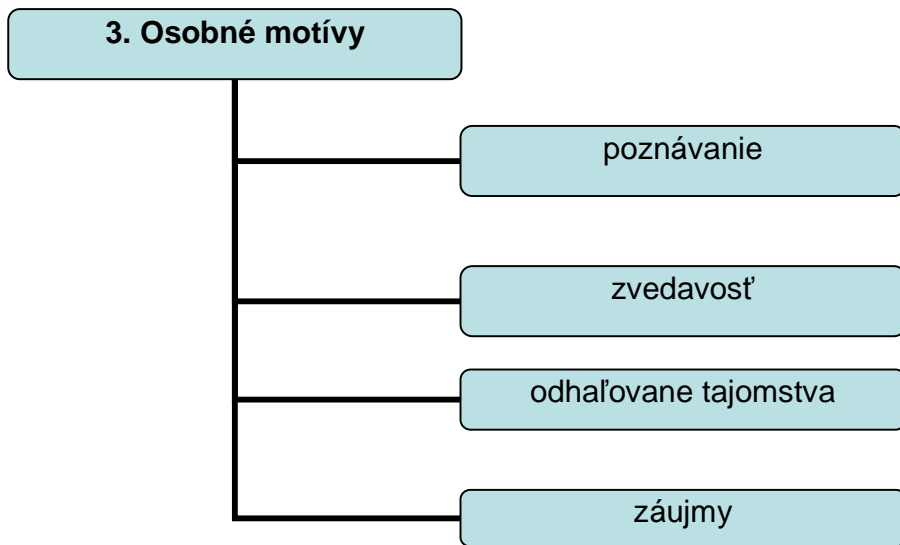 3. Osobné motívy
poznávanie
zvedavosť
odhaľovane tajomstva
záujmy